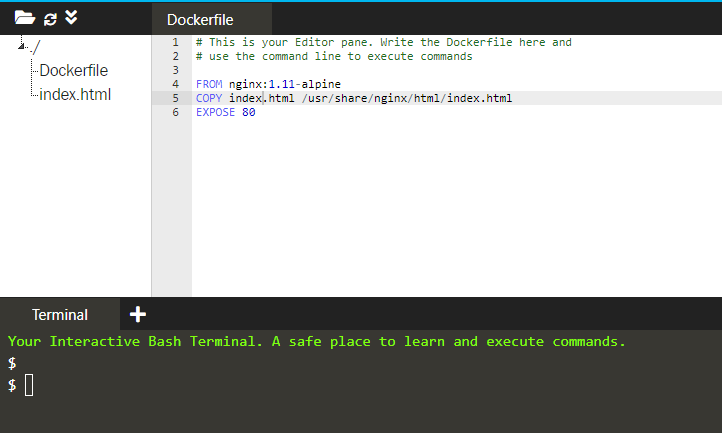 Dockerfile
./
Dockerfile
index.html
1 # This is your Editor pane. Write the Dockerfile here and
2 # use the command line to execute commands
3
4 FROM nginx:1.11-alpine
5 COPY index.html /usr/share/nginx/html/index.html
6 EXPOSE 80
Terminal
Your Interactive Bash Terminal. A safe place to learn and execute commands.
$
$